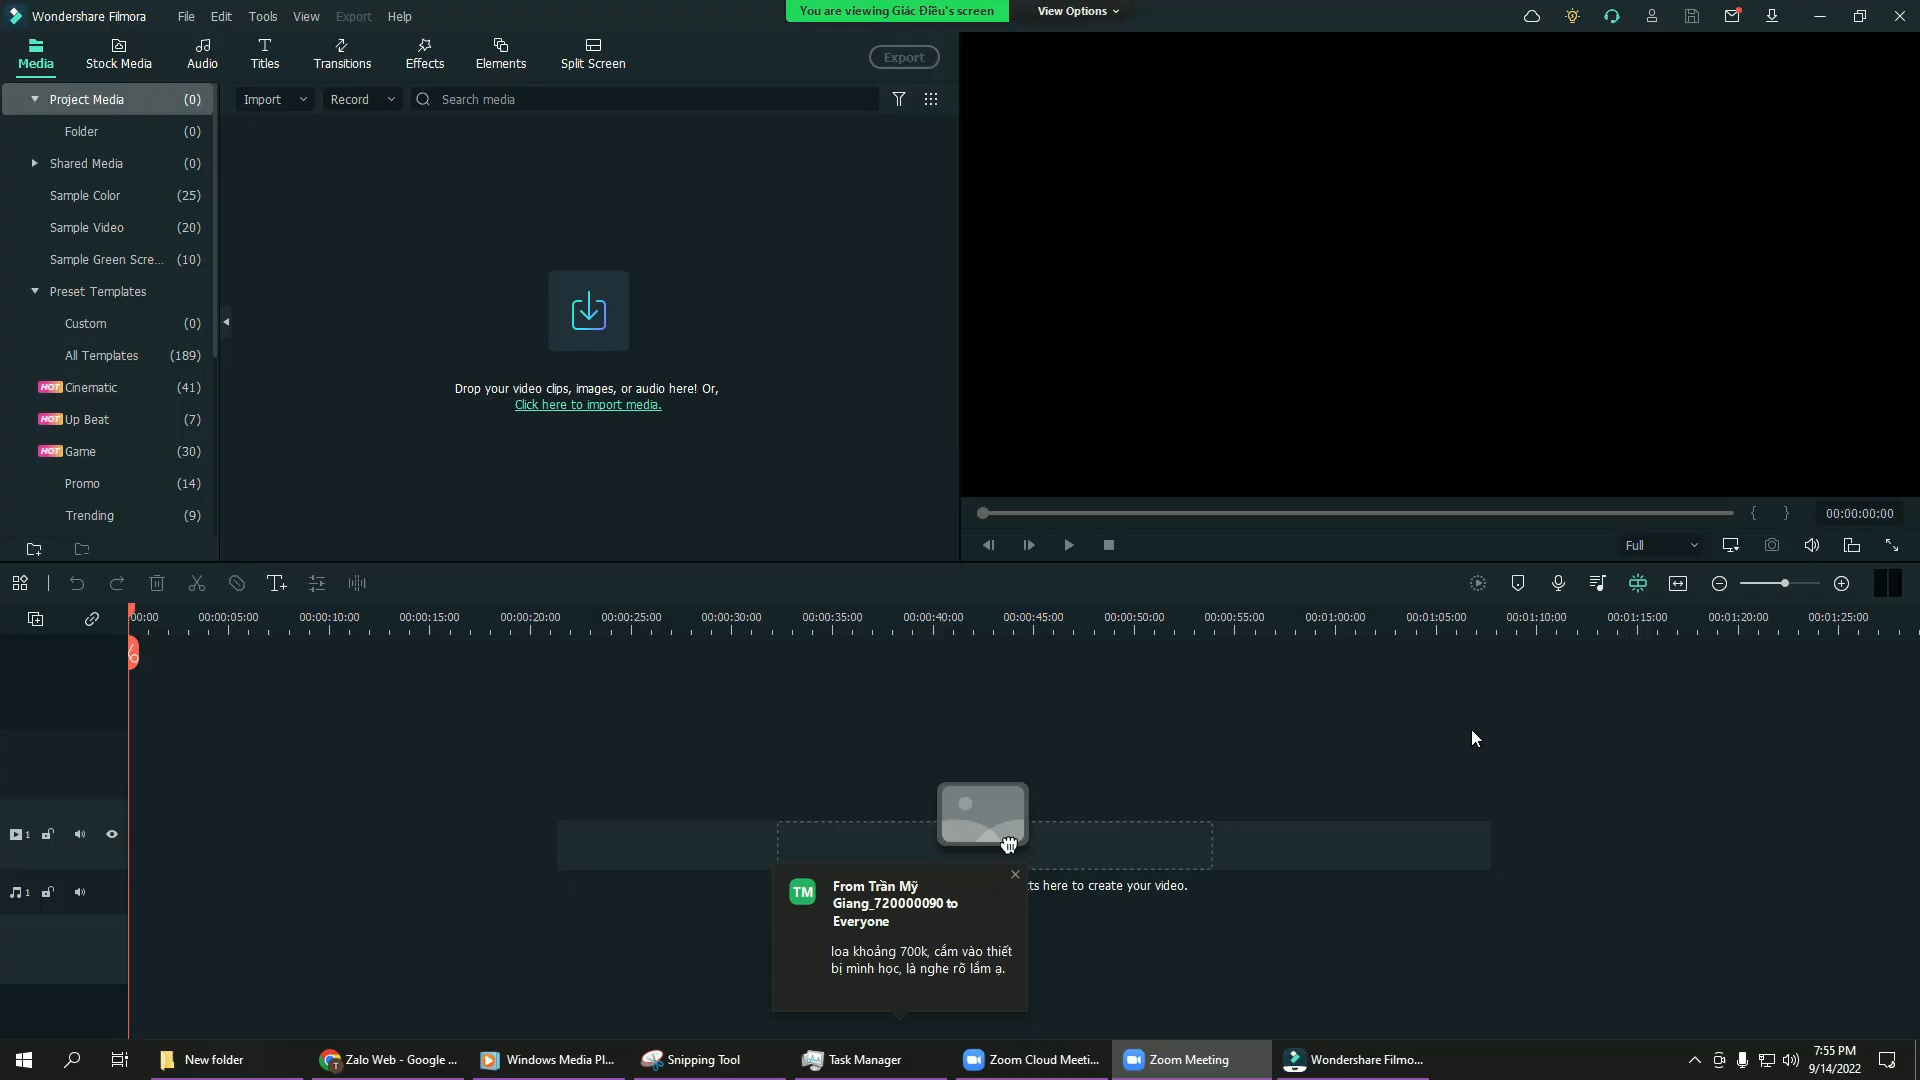 Wondershare Filmora File Edit Tools View Export Help
You are viewing Giác Điều's screen View Options
Media Stock Media Audio Titles Transitions Effects Elements Split Screen Export
Project Media (0) Import Record Search media
Folder (0)
Shared Media (0)
Sample Color (25)
Sample Video (20)
Sample Green Scre... (10)
Preset Templates
Custom (0)
All Templates (189)
HOT Cinematic (41)
HOT Up Beat (7)
HOT Game (30)
Promo (14)
Trending (9)
Drop your video clips, images, or audio here! Or,
Click here to import media.
{ } 00:00:00:00
Full
00:00 00:00:05:00 00:00:10:00 00:00:15:00 00:00:20:00 00:00:25:00 00:00:30:00 00:00:35:00 00:00:40:00 00:00:45:00 00:00:50:00 00:00:55:00 00:01:00:00 00:01:05:00 00:01:10:00 00:01:15:00 00:01:20:00 00:01:25:00
1
1
ts here to create your video.
TM
From Trần Mỹ
Giang_720000090 to
Everyone
loa khoảng 700k, cắm vào thiết
bị mình học, là nghe rõ lắm ạ.
New folder Zalo Web - Google ... Windows Media Pl... Snipping Tool Task Manager Zoom Cloud Meeti... Zoom Meeting Wondershare Filmo...
7:55 PM
9/14/2022